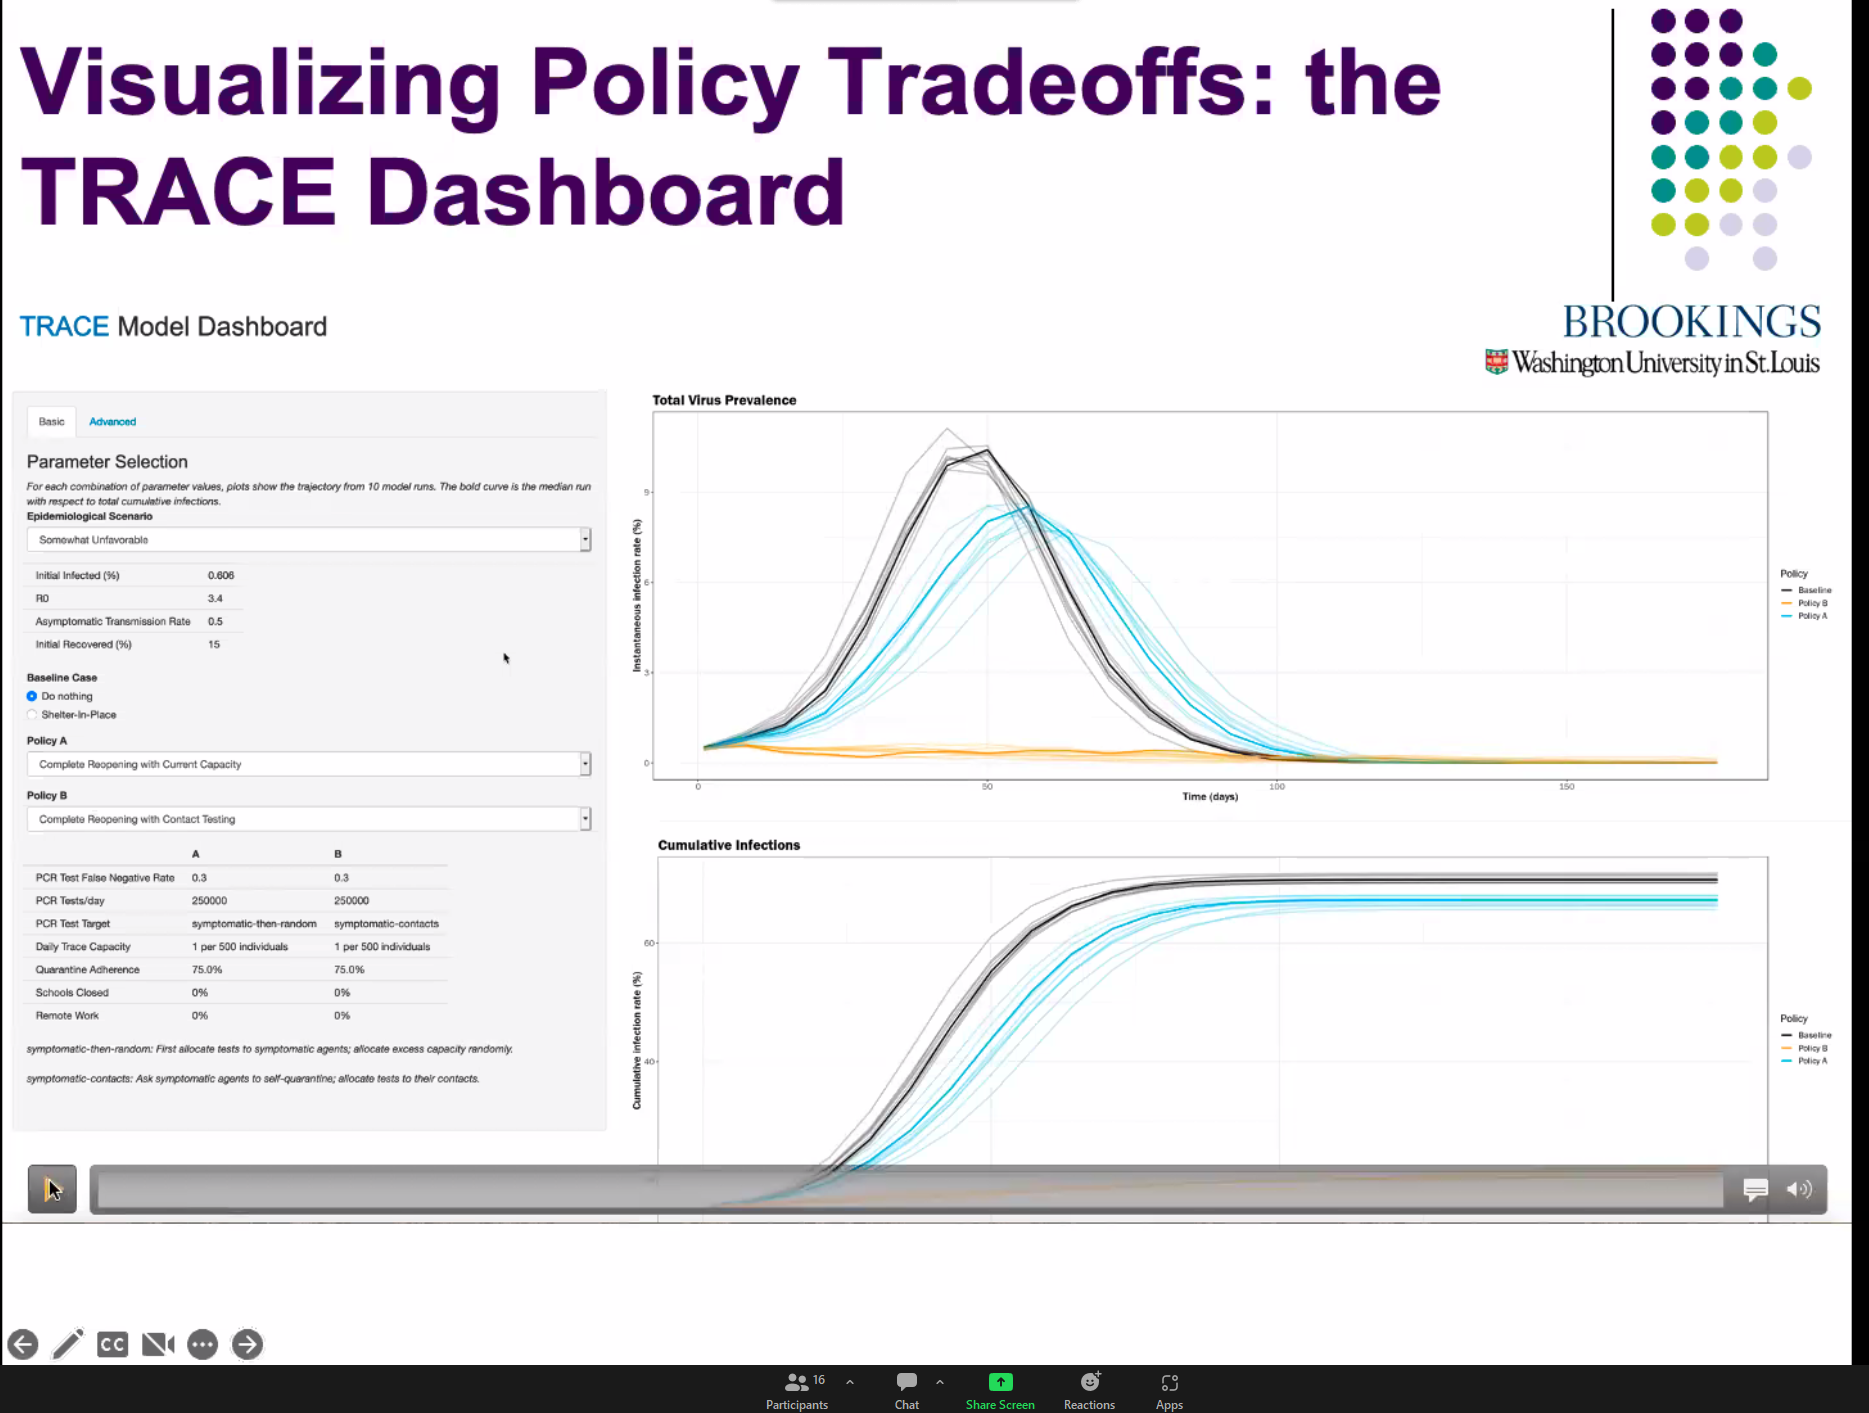 Visualizing Policy Tradeoffs: the
TRACE Dashboard
TRACE Model Dashboard
BROOKINGS
Washington University in St. Louis
Basic
Advanced
Parameter Selection
For each combination of parameter values, plots show the trajectory from 10 model runs. The bold curve is the median run
with respect to total cumulative infections.
Epidemiological Scenario
Somewhat Unfavorable
Initial Infected (%) 0.606
R0 3.4
Asymptomatic Transmission Rate 0.5
Initial Recovered (%) 15
Baseline Case
Do nothing
Shelter-In-Place
Policy A
Complete Reopening with Current Capacity
Policy B
Complete Reopening with Contact Testing
A B
PCR Test False Negative Rate 0.3 0.3
PCR Tests/day 250000 250000
PCR Test Target symptomatic-then-random symptomatic-contacts
Daily Trace Capacity 1 per 500 individuals 1 per 500 individuals
Quarantine Adherence 75.0% 75.0%
Schools Closed 0% 0%
Remote Work 0% 0%
symptomatic-then-random: First allocate tests to symptomatic agents; allocate excess capacity randomly.
symptomatic-contacts: Ask symptomatic agents to self-quarantine; allocate tests to their contacts.
Total Virus Prevalence
Instantaneous infection rate (%)
9
6
3
0
0 50 100 150
Time (days)
Policy
Baseline
Policy B
Policy A
Cumulative Infections
Cumulative infection rate (%)
60
40
Policy
Baseline
Policy B
Policy A
CC
16
Participants
Chat
Share Screen
Reactions
Apps